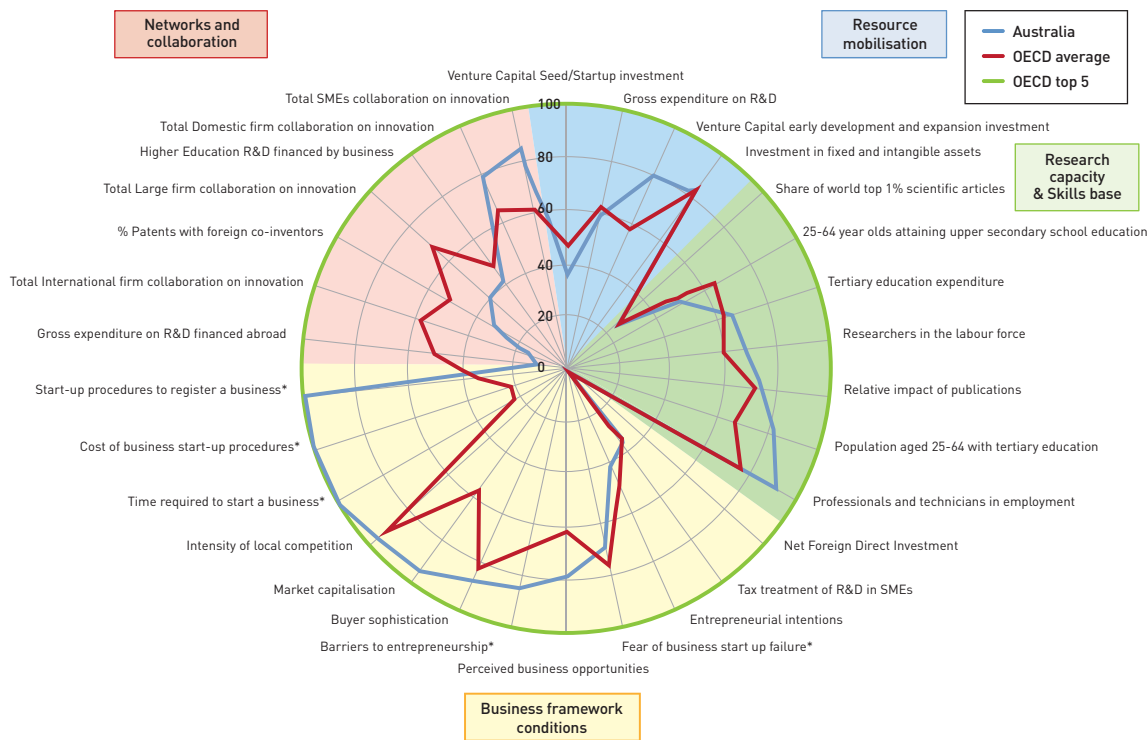 Networks and
collaboration
Resource
mobilisation
Australia
OECD average
OECD top 5
Venture Capital Seed/Startup investment
Total SMEs collaboration on innovation
100
Gross expenditure on R&D
Total Domestic firm collaboration on innovation
Venture Capital early development and expansion investment
Higher Education R&D financed by business
80
Investment in fixed and intangible assets
Research
capacity
& Skills base
Total Large firm collaboration on innovation
Share of world top 1% scientific articles
60
% Patents with foreign co-inventors
25-64 year olds attaining upper secondary school education
40
Total International firm collaboration on innovation
Tertiary education expenditure
20
Gross expenditure on R&D financed abroad
Researchers in the labour force
0
Start-up procedures to register a business*
Relative impact of publications
Cost of business start-up procedures*
Population aged 25-64 with tertiary education
Time required to start a business*
Professionals and technicians in employment
Intensity of local competition
Net Foreign Direct Investment
Market capitalisation
Tax treatment of R&D in SMEs
Buyer sophistication
Entrepreneurial intentions
Barriers to entrepreneurship*
Fear of business start up failure*
Perceived business opportunities
Business framework
conditions